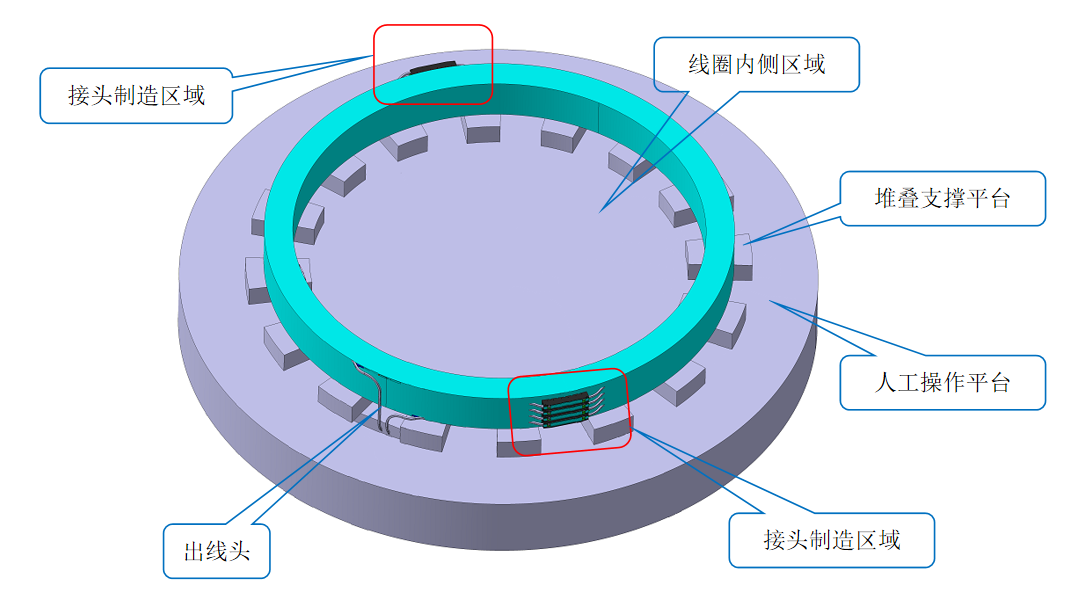 线圈内侧区域
接头制造区域
堆叠支撑平台
人工操作平台
出线头
接头制造区域